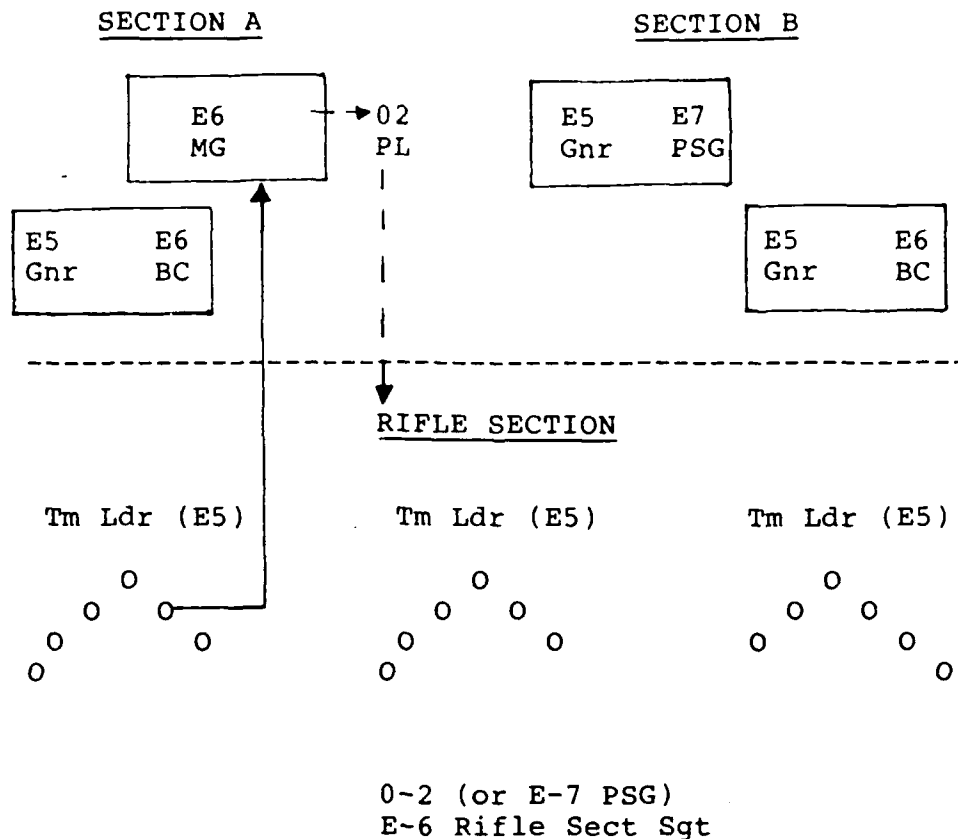 SECTION A
SECTION B
E6
MG
02
PL
E5 E7
Gnr PSG
E5 E6
Gnr BC
E5 E6
Gnr BC
RIFLE SECTION
Tm Ldr (E5)
Tm Ldr (E5)
Tm Ldr (E5)
O
O O
O O
O
O
O O
O O
O
O
O O
O O
O
0-2 (or E-7 PSG)
E-6 Rifle Sect Sgt